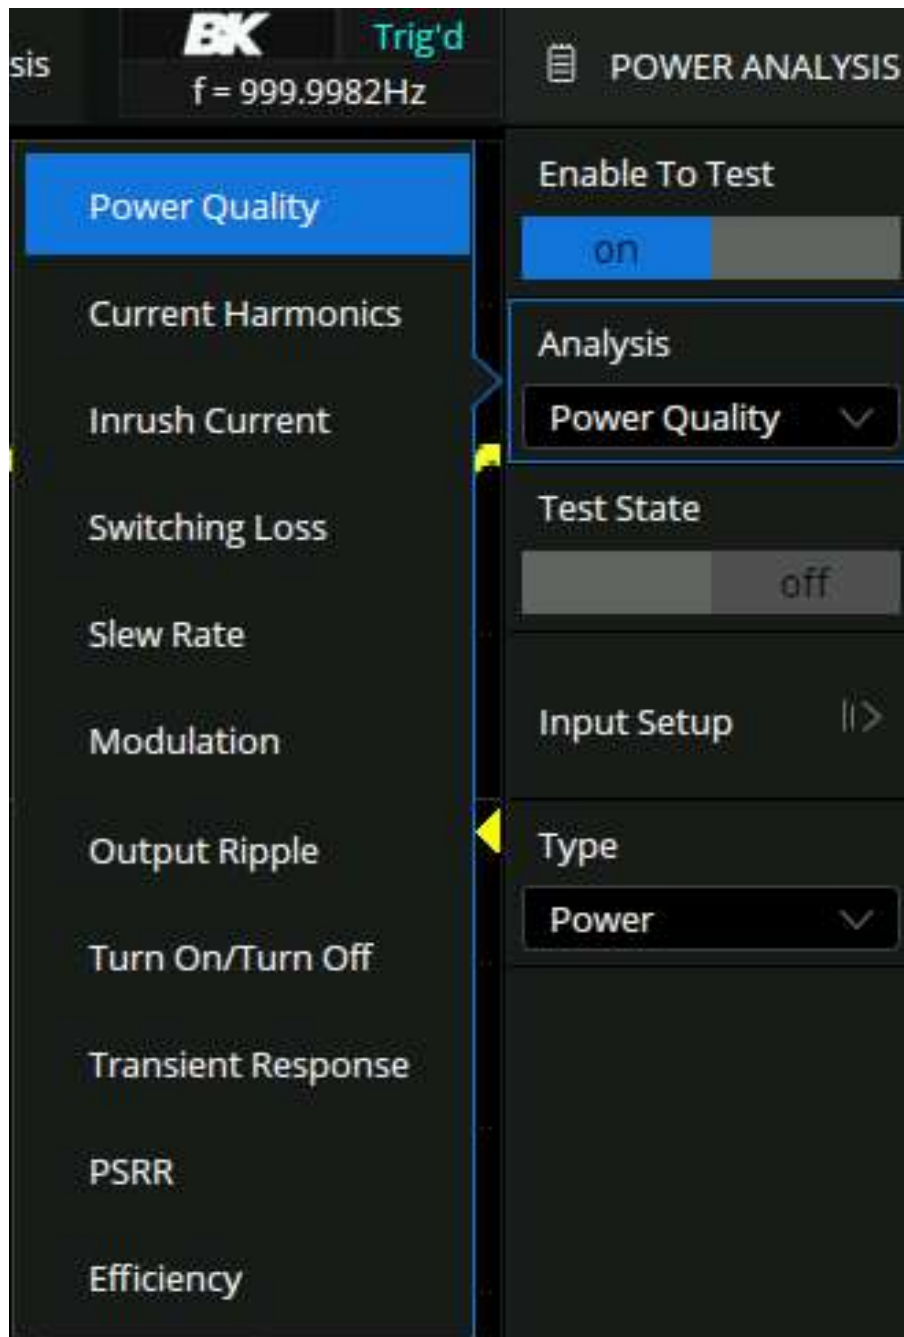 sis
BK
Trig'd
f = 999.9982Hz
POWER ANALYSIS
Power Quality
Current Harmonics
Inrush Current
Switching Loss
Slew Rate
Modulation
Output Ripple
Turn On/Turn Off
Transient Response
PSRR
Efficiency
Enable To Test
on
Analysis
Power Quality
Test State
off
Input Setup
Type
Power